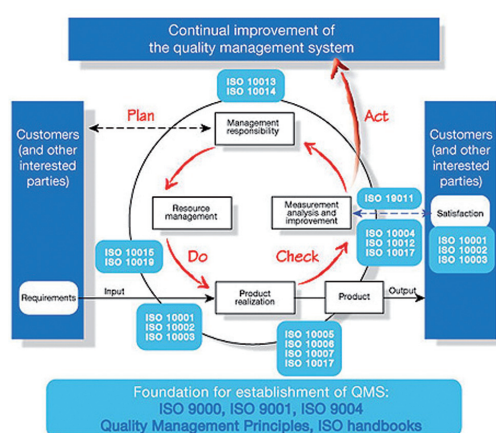 Continual improvement of
the quality management system
ISO 10013
ISO 10014
Plan
Act
Customers
(and other
interested
parties)
Management
responsibility
Customers
(and other
interested
parties)
Resource
management
Measurement
analysis and
improvement
ISO 19011
Satisfaction
ISO 10004
ISO 10012
ISO 10017
ISO 10001
ISO 10002
ISO 10003
ISO 10015
ISO 10019
Do
Check
Requirements
Input
Product
realization
Product
Output
ISO 10001
ISO 10002
ISO 10003
ISO 10005
ISO 10006
ISO 10007
ISO 10017
Foundation for establishment of QMS:
ISO 9000, ISO 9001, ISO 9004
Quality Management Principles, ISO handbooks